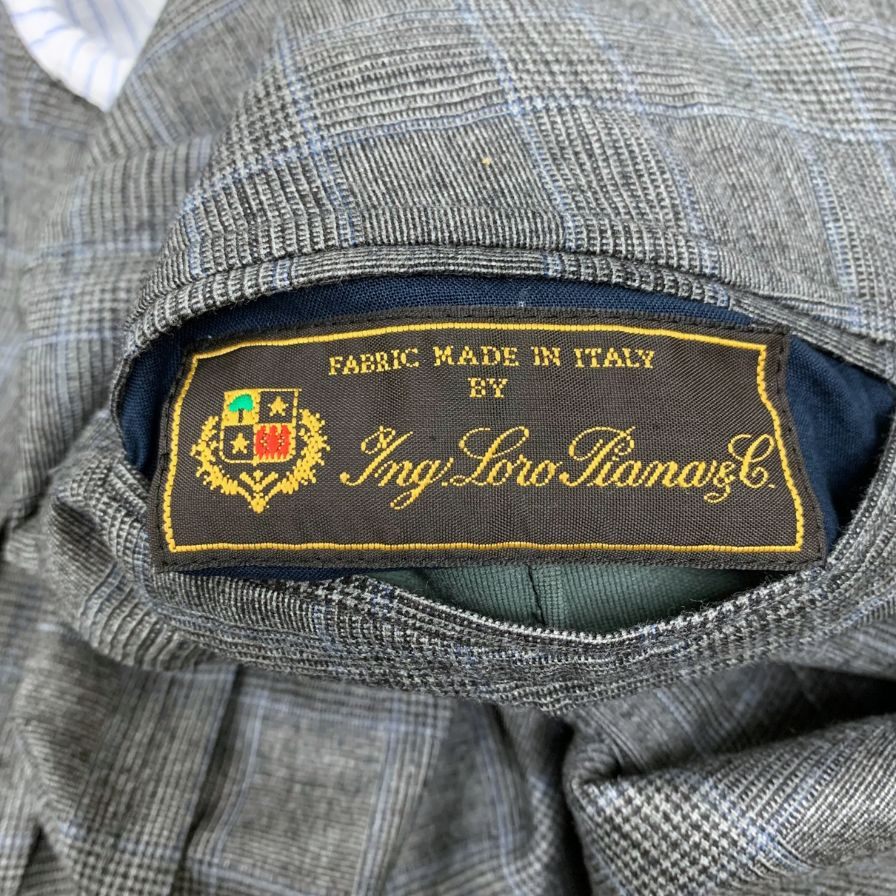 FABRIC MADE IN ITALY
BY
Ing. Loro Piana & C.